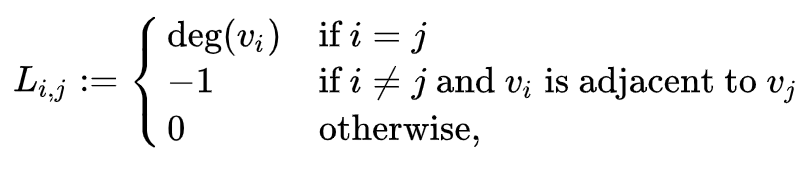 L_{i,j} := { deg(v_i) if i = j
−1 if i ≠ j and v_i is adjacent to v_j
0 otherwise,